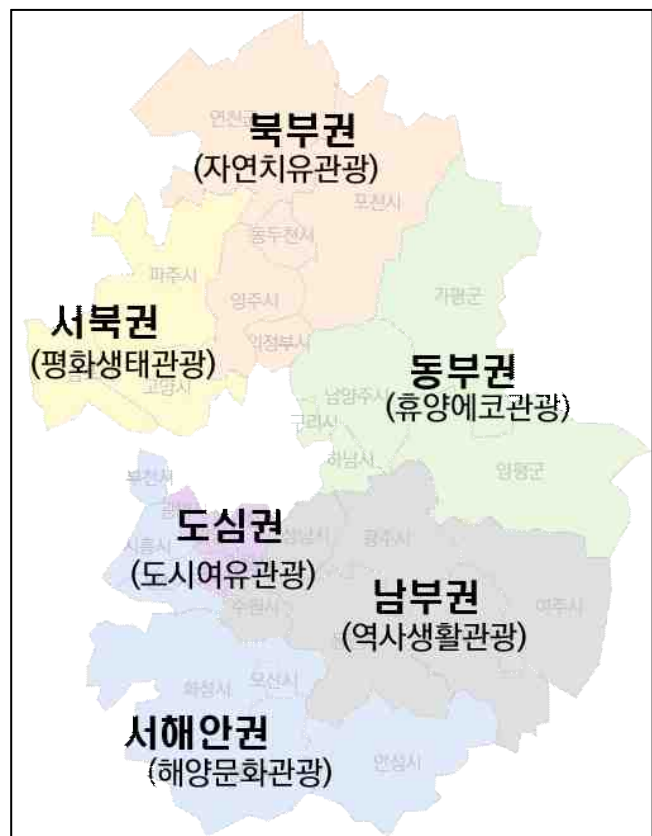 연천군
북부권
(자연치유관광)
포천시
동두천시
파주시
가평군
양주시
서북권
의정부시
(평화생태관광)
고양시
동부권
남양주시
(휴양에코관광)
구리시
하남시
양평군
부천시
도심권
성남시
광주시
시흥시
(도시여유관광)
남부권
여주시
수원시
(역사생활관광)
화성시
오산시
서해안권
안성시
(해양문화관광)